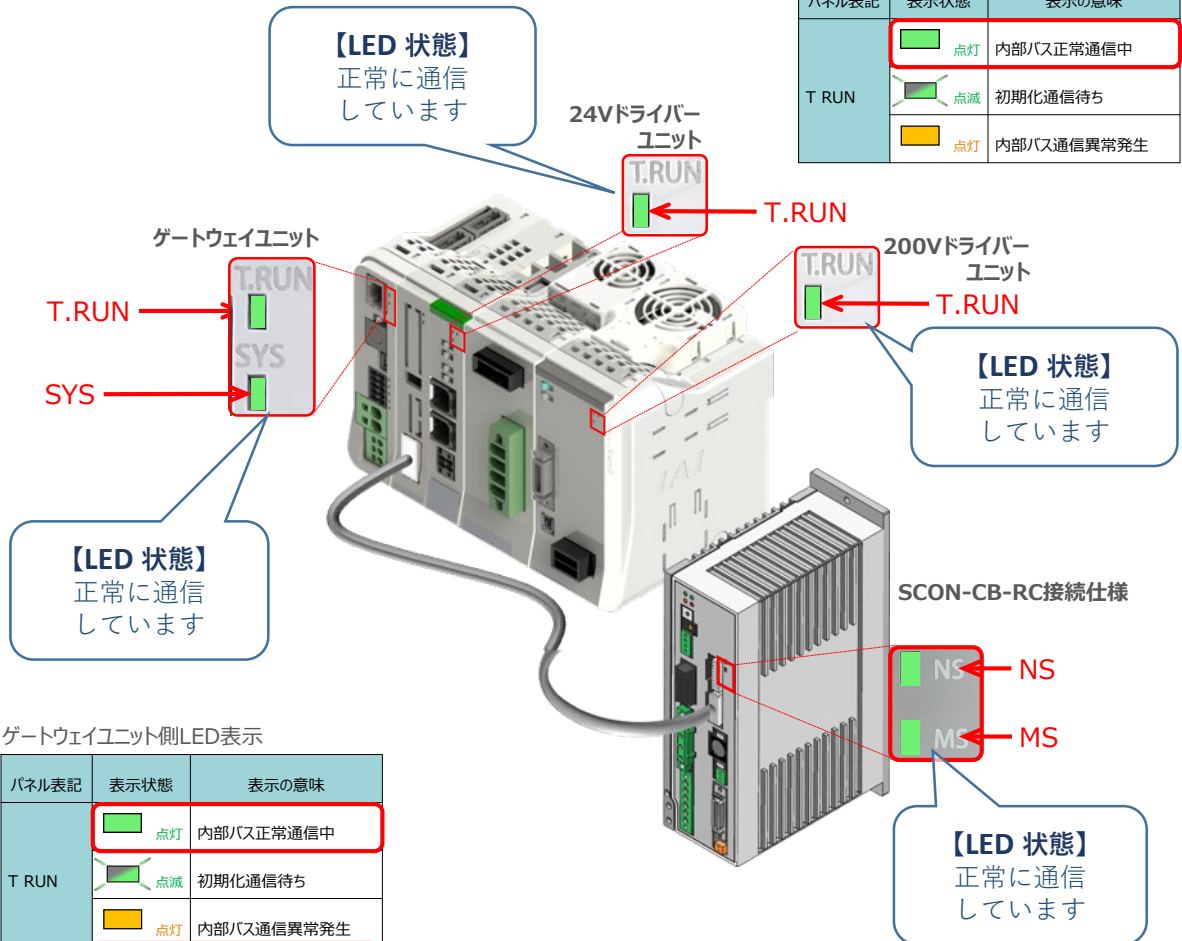 パネル表記 表示状態 表示の意味
T RUN
点灯 内部バス正常通信中
点滅 初期化通信待ち
点灯 内部バス通信異常発生
【LED 状態】
正常に通信
しています
24Vドライバー
ユニット
T.RUN
T.RUN
ゲートウェイユニット
T.RUN
SYS
T.RUN
SYS
200Vドライバー
ユニット
T.RUN
T.RUN
【LED 状態】
正常に通信
しています
【LED 状態】
正常に通信
しています
SCON-CB-RC接続仕様
NS
MS
NS
MS
【LED 状態】
正常に通信
しています
ゲートウェイユニット側LED表示
パネル表記 表示状態 表示の意味
T RUN
点灯 内部バス正常通信中
点滅 初期化通信待ち
点灯 内部バス通信異常発生
IAI